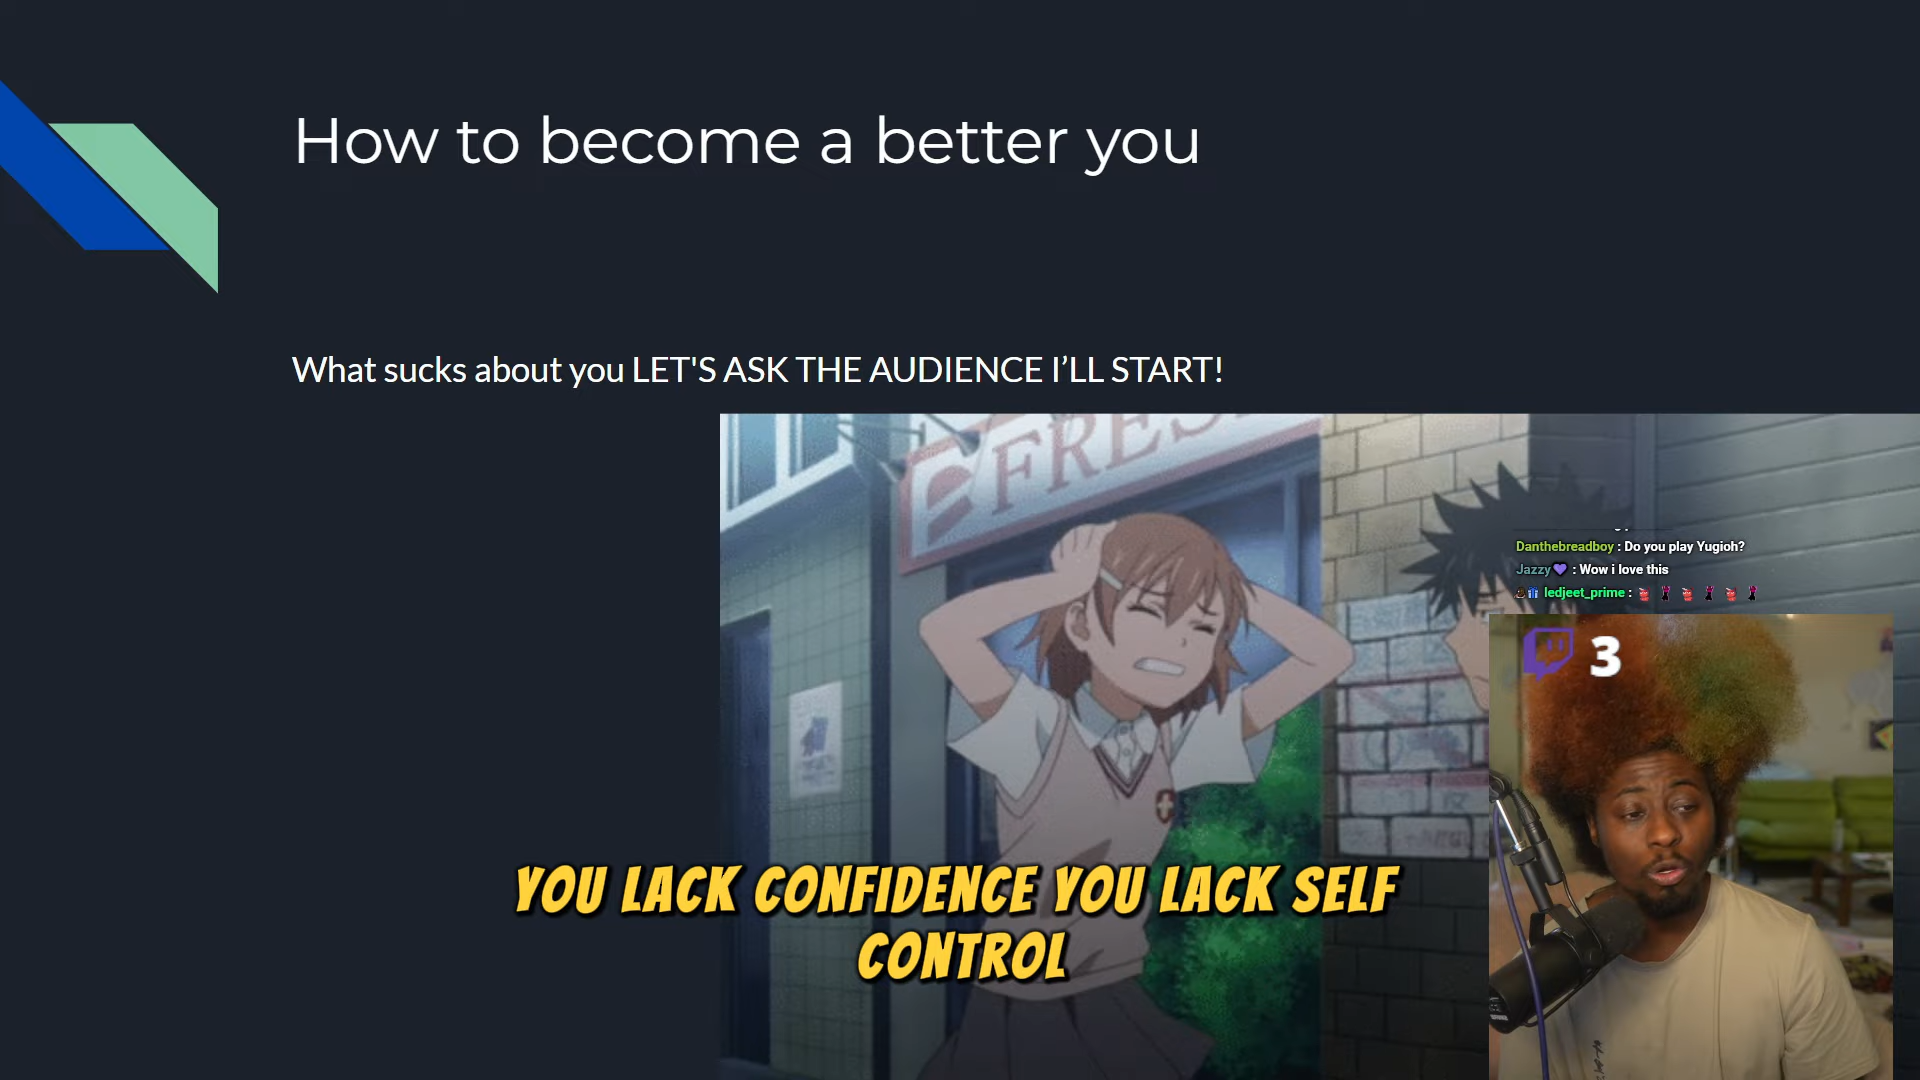 How to become a better you
What sucks about you LET'S ASK THE AUDIENCE I’LL START!
FRES
Danthebreadboy : Do you play Yugioh?
Jazzy💜 : Wow i love this
ledjeet_prime :
3
YOU LACK CONFIDENCE YOU LACK SELF
CONTROL